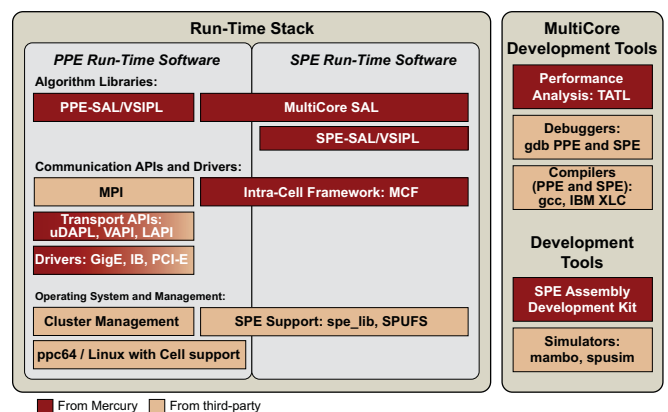 Run-Time Stack
PPE Run-Time Software
SPE Run-Time Software
Algorithm Libraries:
PPE-SAL/VSIPL
MultiCore SAL
SPE-SAL/VSIPL
Communication APIs and Drivers:
MPI
Intra-Cell Framework: MCF
Transport APIs:
uDAPL, VAPI, LAPI
Drivers: GigE, IB, PCI-E
Operating System and Management:
Cluster Management
SPE Support: spe_lib, SPUFS
ppc64 / Linux with Cell support
MultiCore
Development Tools
Performance
Analysis: TATL
Debuggers:
gdb PPE and SPE
Compilers
(PPE and SPE):
gcc, IBM XLC
Development
Tools
SPE Assembly
Development Kit
Simulators:
mambo, spusim
From Mercury
From third-party